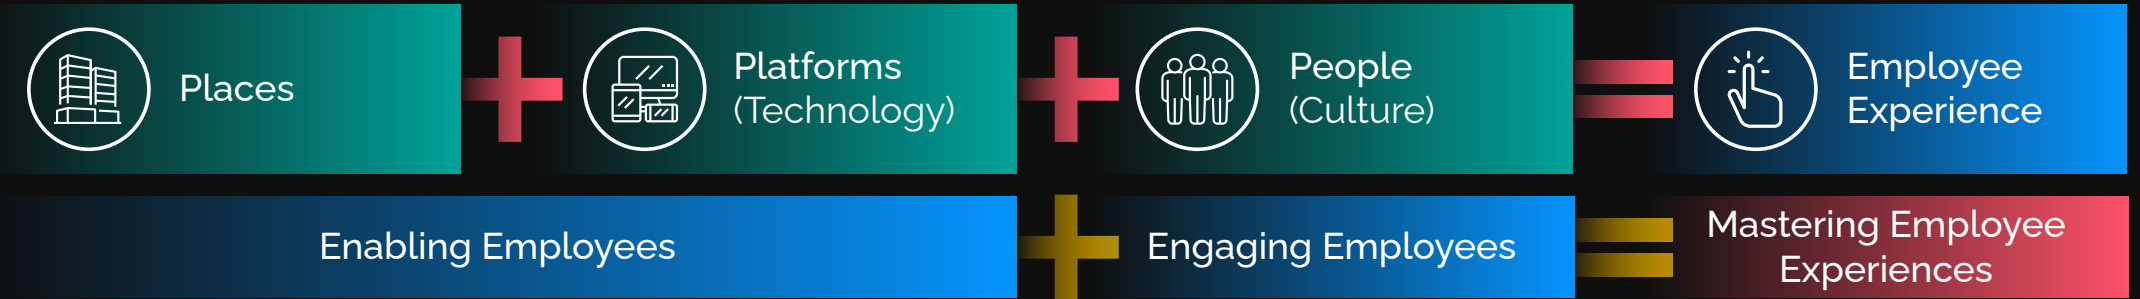 Places
Platforms
(Technology)
People
(Culture)
Employee
Experience
Enabling Employees
Engaging Employees
Mastering Employee
Experiences